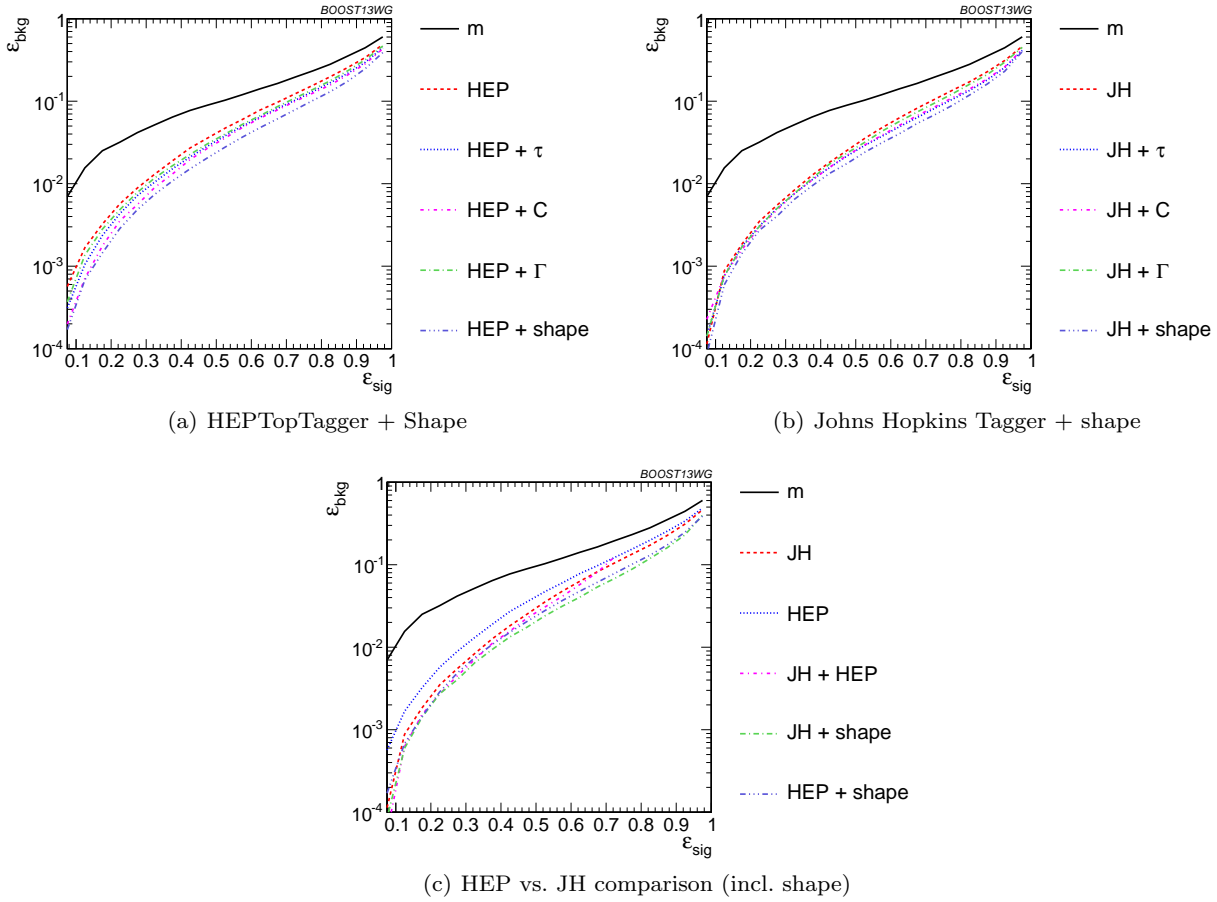 BOOST13WG
ε_bkg
1
10^-1
10^-2
10^-3
10^-4
0.1 0.2 0.3 0.4 0.5 0.6 0.7 0.8 0.9 1
ε_sig
m
HEP
HEP + τ
HEP + C
HEP + Γ
HEP + shape
(a) HEPTopTagger + Shape
BOOST13WG
ε_bkg
1
10^-1
10^-2
10^-3
10^-4
0.1 0.2 0.3 0.4 0.5 0.6 0.7 0.8 0.9 1
ε_sig
m
JH
JH + τ
JH + C
JH + Γ
JH + shape
(b) Johns Hopkins Tagger + shape
BOOST13WG
ε_bkg
1
10^-1
10^-2
10^-3
10^-4
0.1 0.2 0.3 0.4 0.5 0.6 0.7 0.8 0.9 1
ε_sig
m
JH
HEP
JH + HEP
JH + shape
HEP + shape
(c) HEP vs. JH comparison (incl. shape)